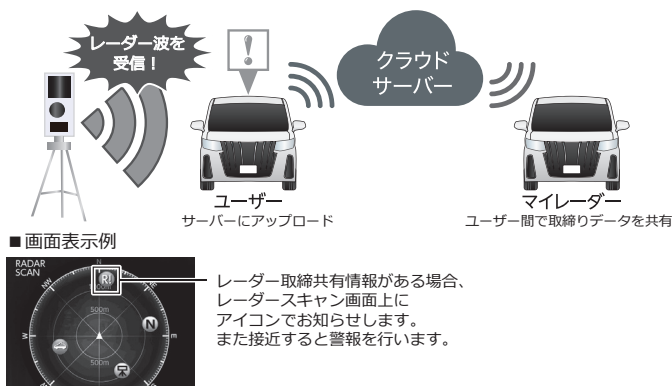 レーダー波を
受信！
!
クラウド
サーバー
ユーザー
サーバーにアップロード
マイレーダー
ユーザー間で取締りデータを共有
■画面表示例
RADAR
SCAN
N
NW
NE
W
E
RI
500m
500m
N
レーダー取締共有情報がある場合、
レーダースキャン画面上に
アイコンでお知らせします。
また接近すると警報を行います。